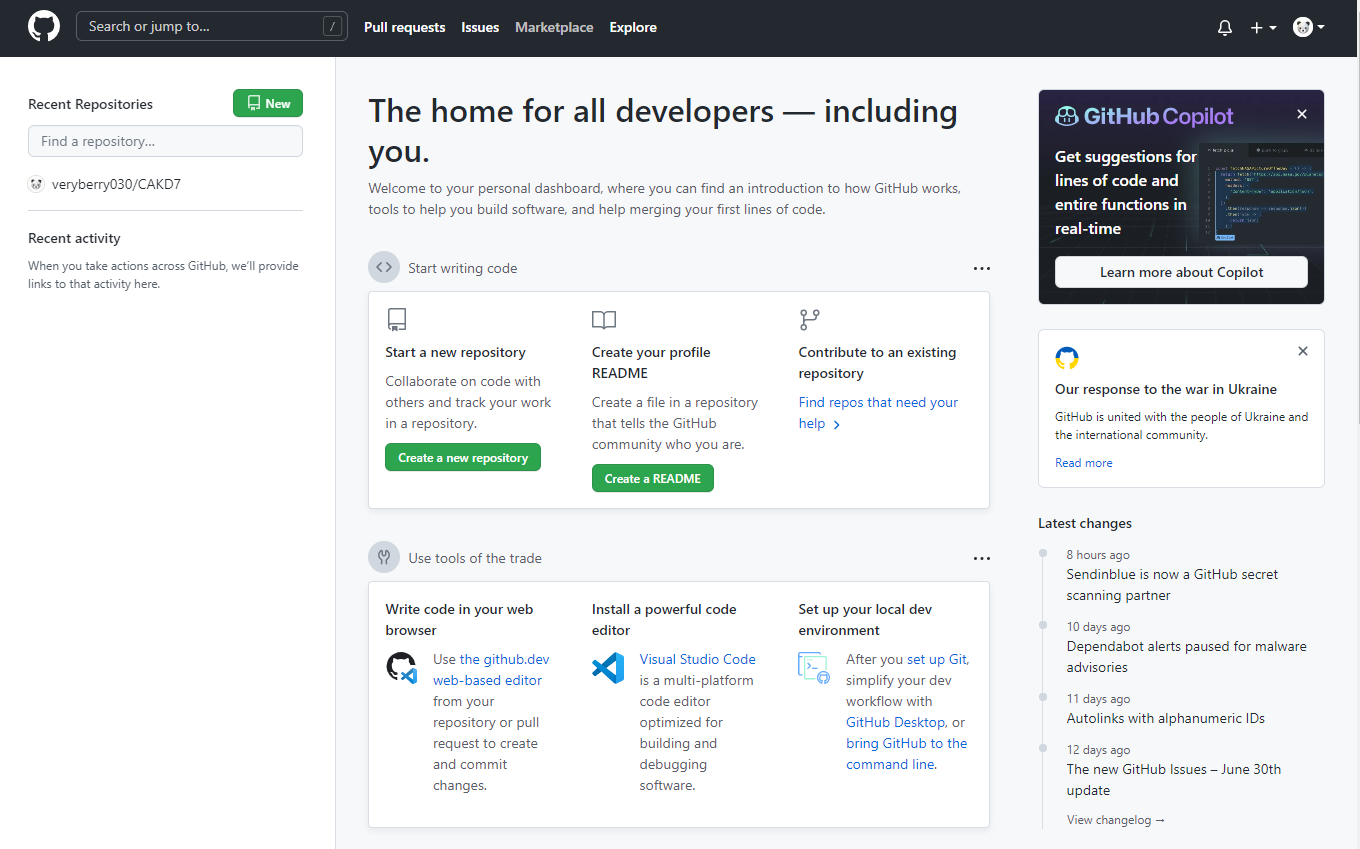 Search or jump to...
/
Pull requests
Issues
Marketplace
Explore
Recent Repositories
New
Find a repository...
veryberry030/CAKD7
Recent activity
When you take actions across GitHub, we’ll provide
links to that activity here.
The home for all developers — including
you.
Welcome to your personal dashboard, where you can find an introduction to how GitHub works,
tools to help you build software, and help merging your first lines of code.
Start writing code
Start a new repository
Collaborate on code with
others and track your work
in a repository.
Create a new repository
Create your profile
README
Create a file in a repository
that tells the GitHub
community who you are.
Create a README
Contribute to an existing
repository
Find repos that need your
help
Use tools of the trade
Write code in your web
browser
Use the github.dev
web-based editor
from your
repository or pull
request to create
and commit
changes.
Install a powerful code
editor
Visual Studio Code
is a multi-platform
code editor
optimized for
building and
debugging
software.
Set up your local dev
environment
After you set up Git,
simplify your dev
workflow with
GitHub Desktop, or
bring GitHub to the
command line.
GitHub Copilot
Get suggestions for
lines of code and
entire functions in
real-time
Learn more about Copilot
Our response to the war in Ukraine
GitHub is united with the people of Ukraine and
the international community.
Read more
Latest changes
8 hours ago
Sendinblue is now a GitHub secret
scanning partner
10 days ago
Dependabot alerts paused for malware
advisories
11 days ago
Autolinks with alphanumeric IDs
12 days ago
The new GitHub Issues – June 30th
update
View changelog →